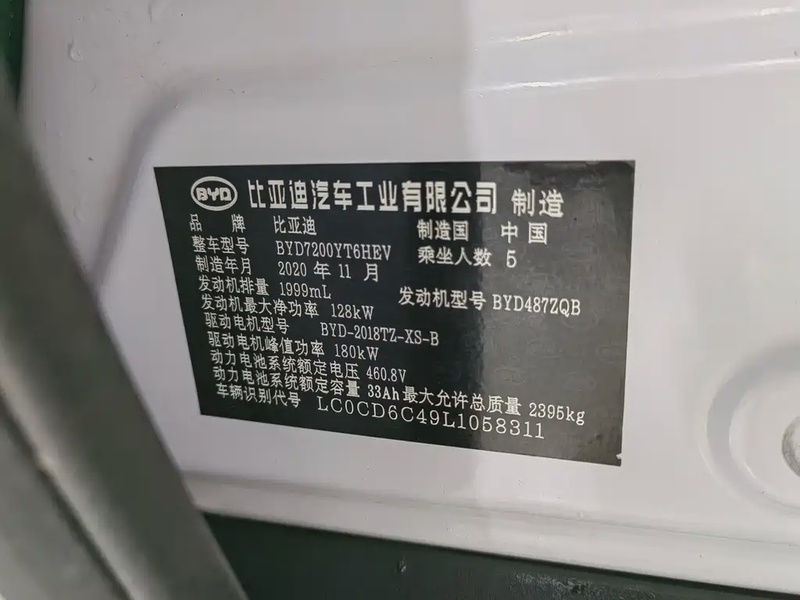 BYD 比亚迪汽车工业有限公司 制造
品牌 比亚迪 制造国 中国
整车型号 BYD7200YT6HEV 乘坐人数 5
制造年月 2020 年 11 月
发动机排量 1999mL 发动机型号 BYD487ZQB
发动机最大净功率 128kW
驱动电机型号 BYD-2018TZ-XS-B
驱动电机峰值功率 180kW
动力电池系统额定电压 460.8V
动力电池系统额定容量 33Ah 最大允许总质量 2395kg
车辆识别代号 LC0CD6C49L1058311